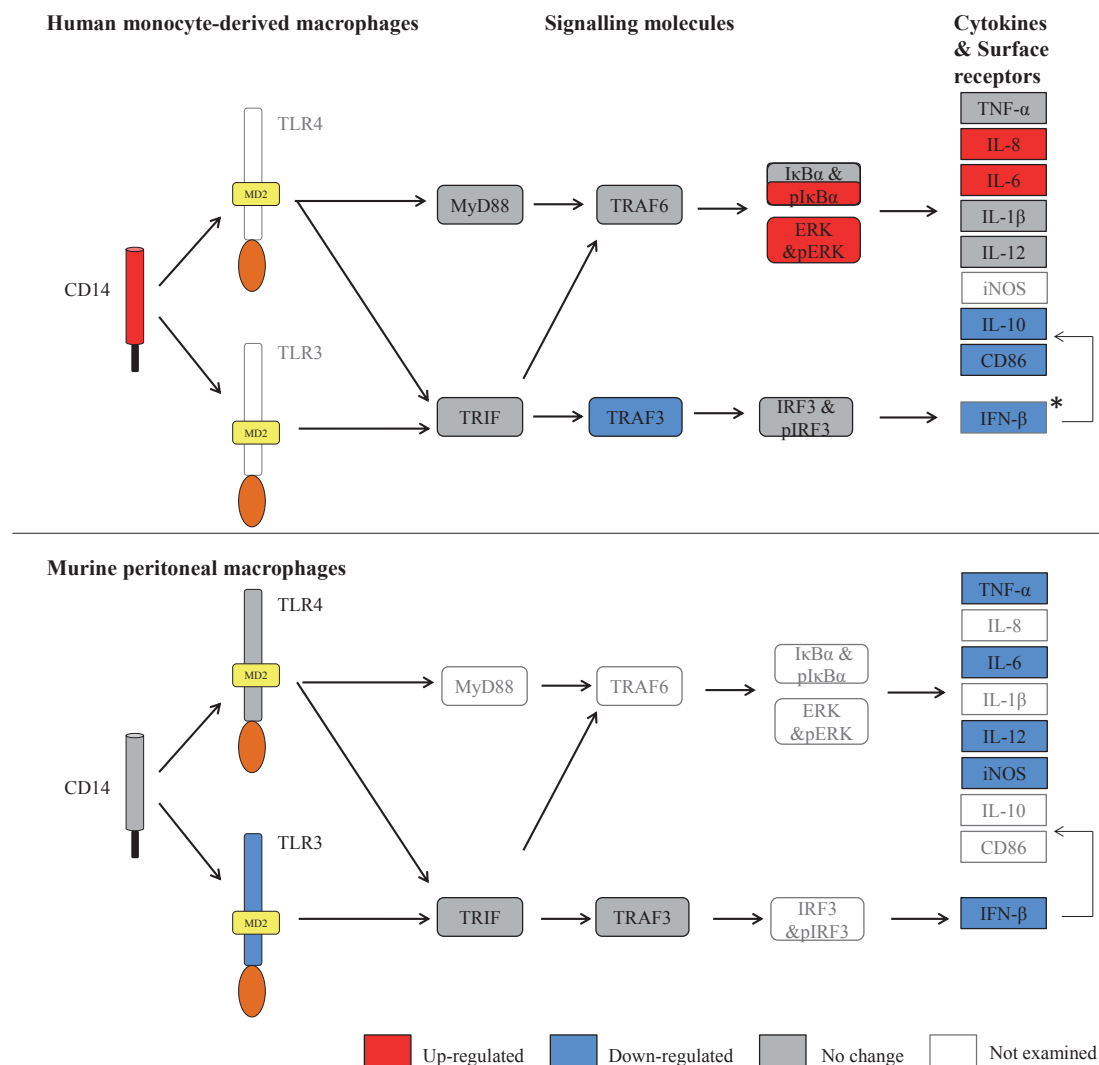 Human monocyte-derived macrophages
Signalling molecules
Cytokines
& Surface
receptors
TLR4
MD2
CD14
TLR3
MD2
MyD88
TRAF6
IκBα &
pIκBα
ERK
&pERK
TRIF
TRAF3
IRF3 &
pIRF3
TNF-α
IL-8
IL-6
IL-1β
IL-12
iNOS
IL-10
CD86
IFN-β
*
Murine peritoneal macrophages
TLR4
MD2
CD14
TLR3
MD2
MyD88
TRAF6
IκBα &
pIκBα
ERK
&pERK
TRIF
TRAF3
IRF3
&pIRF3
TNF-α
IL-8
IL-6
IL-1β
IL-12
iNOS
IL-10
CD86
IFN-β
Up-regulated
Down-regulated
No change
Not examined